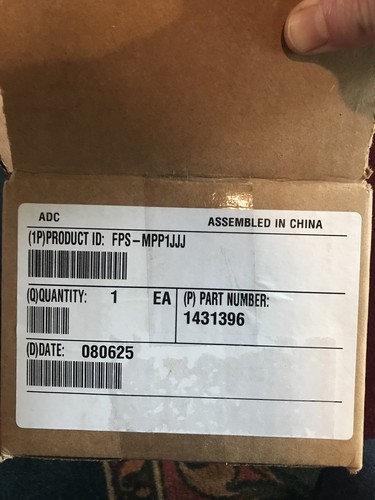 ADC ASSEMBLED IN CHINA
(1P)PRODUCT ID: FPS-MPP1JJJ
(Q)QUANTITY: 1 EA (P) PART NUMBER:
1431396
(D)DATE: 080625